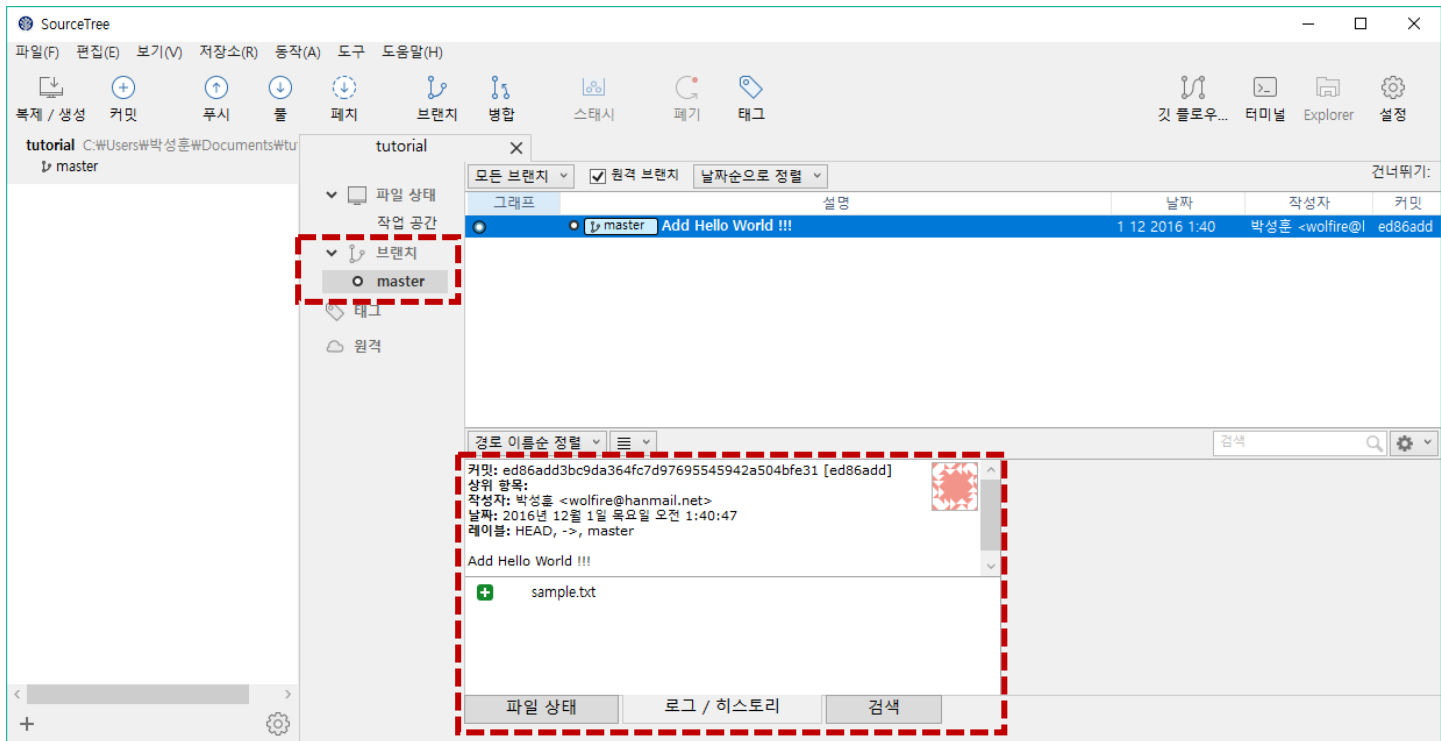 SourceTree
파일(F) 편집(E) 보기(V) 저장소(R) 동작(A) 도구 도움말(H)
복제 / 생성 커밋 푸시 풀 페치 브랜치 병합 스태시 폐기 태그 깃 플로우... 터미널 Explorer 설정
tutorial C:₩Users₩박성훈₩Documents₩tu
master
tutorial
모든 브랜치 원격 브랜치 날짜순으로 정렬 건너뛰기:
파일 상태
그래프 설명 날짜 작성자 커밋
작업 공간
master Add Hello World !!! 1 12 2016 1:40 박성훈 <wolfire@l ed86add
브랜치
master
태그
원격
경로 이름순 정렬 검색
커밋: ed86add3bc9da364fc7d97695545942a504bfe31 [ed86add]
상위 항목:
작성자: 박성훈 <wolfire@hanmail.net>
날짜: 2016년 12월 1일 목요일 오전 1:40:47
레이블: HEAD, ->, master
Add Hello World !!!
sample.txt
파일 상태 로그 / 히스토리 검색